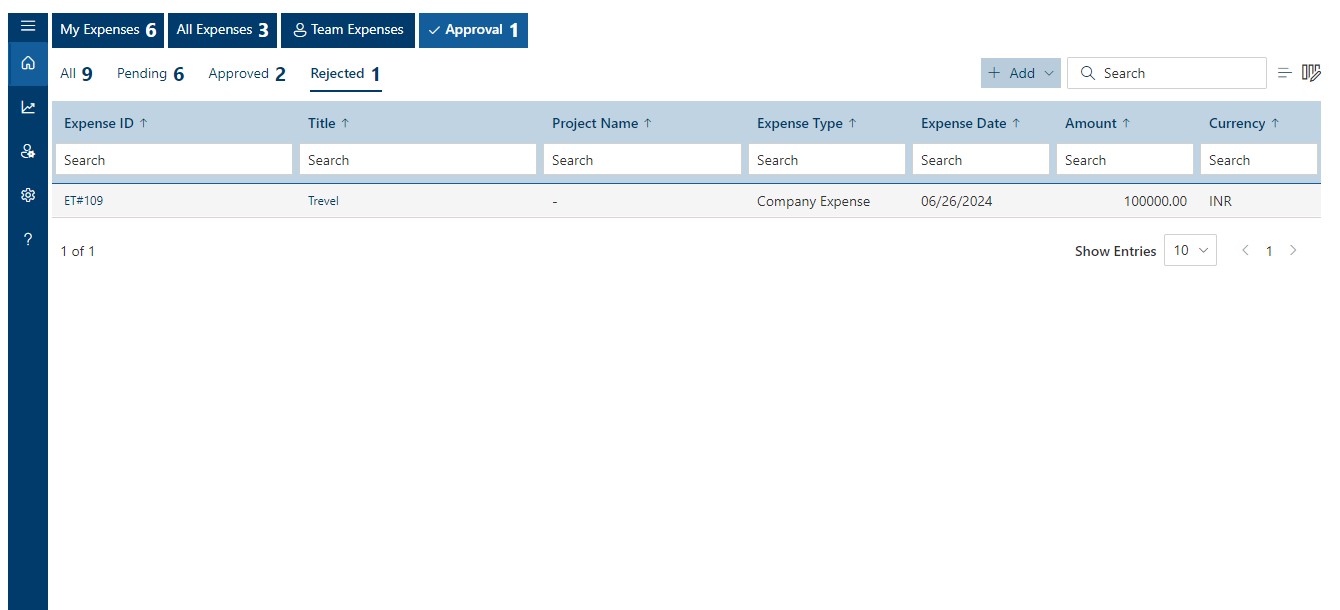 My Expenses 6 All Expenses 3 Team Expenses Approval 1
All 9 Pending 6 Approved 2 Rejected 1 + Add Search
Expense ID ↑ Title ↑ Project Name ↑ Expense Type ↑ Expense Date ↑ Amount ↑ Currency ↑
Search Search Search Search Search Search Search
ET#109 Trevel - Company Expense 06/26/2024 100000.00 INR
1 of 1 Show Entries 10 < 1 >
?